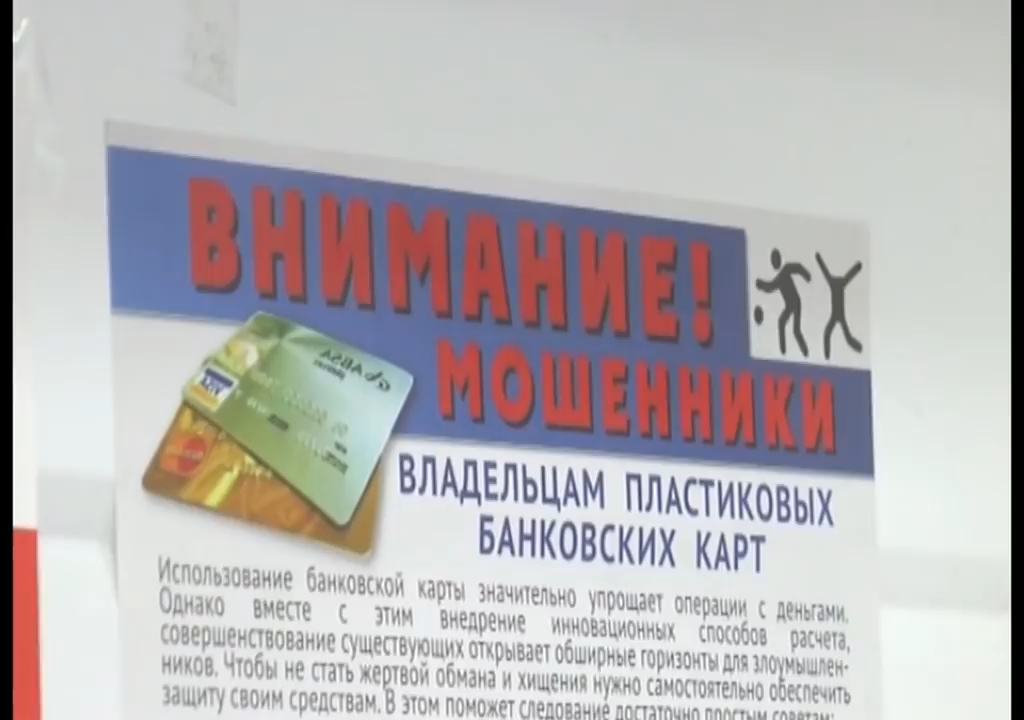 ВНИМАНИЕ!
МОШЕННИКИ
ВЛАДЕЛЬЦАМ ПЛАСТИКОВЫХ
БАНКОВСКИХ КАРТ
Использование банковской карты значительно упрощает операции с деньгами.
Однако вместе с этим внедрение инновационных способов расчета,
совершенствование существующих открывает обширные горизонты для злоумышлен-
ников. Чтобы не стать жертвой обмана и хищения нужно самостоятельно обеспечить
защиту своим средствам. В этом поможет следование достаточно простым советам: